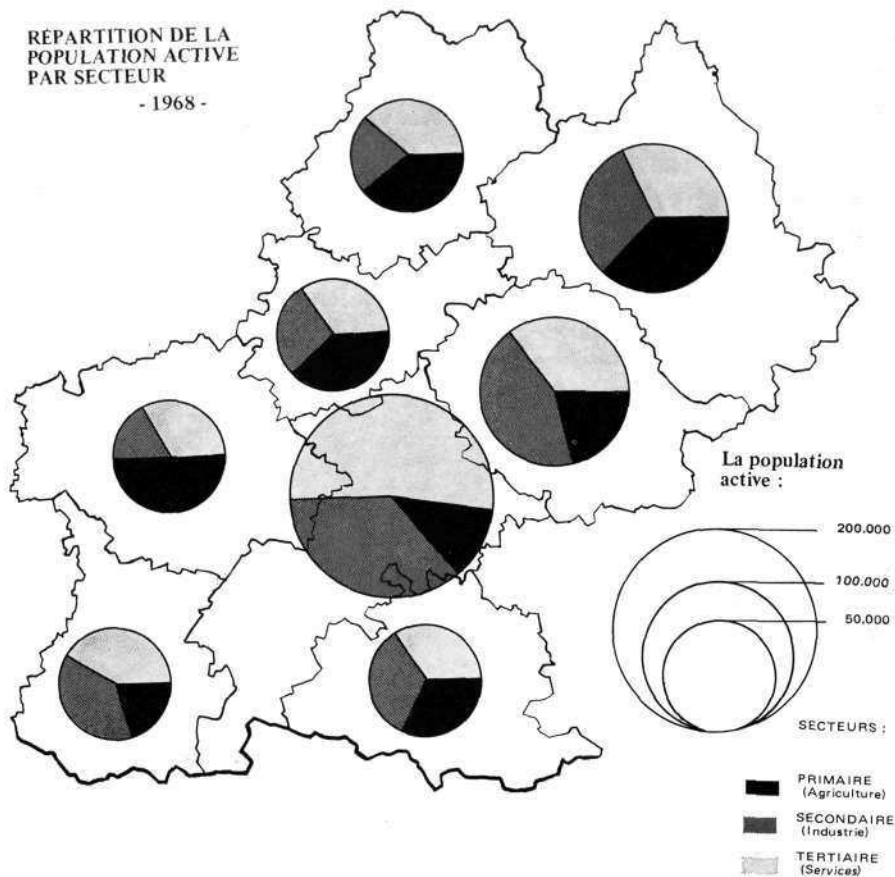 RÉPARTITION DE LA
POPULATION ACTIVE
PAR SECTEUR
- 1968 -
La population
active :
200.000
100.000
50.000
SECTEURS :
PRIMAIRE
(Agriculture)
SECONDAIRE
(Industrie)
TERTIAIRE
(Services)